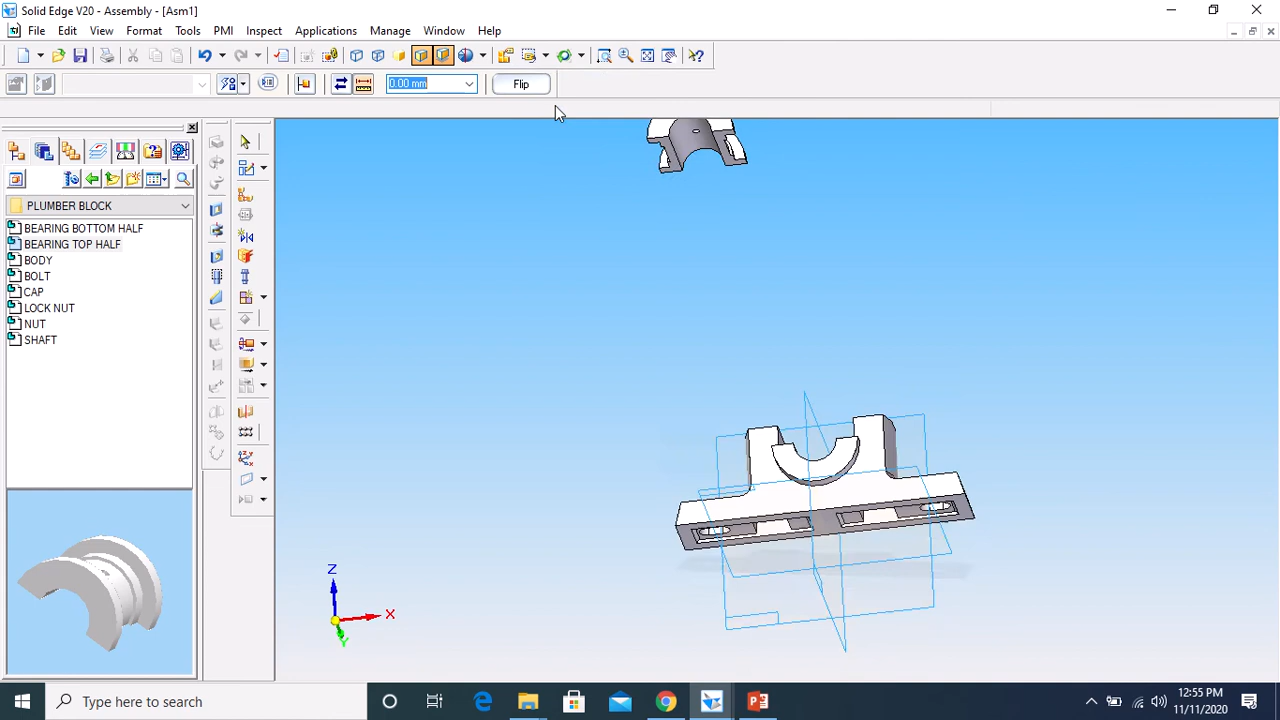 Solid Edge V20 - Assembly - [Asm1]
File Edit View Format Tools PMI Inspect Applications Manage Window Help
0.00 mm Flip
PLUMBER BLOCK
BEARING BOTTOM HALF
BEARING TOP HALF
BODY
BOLT
CAP
LOCK NUT
NUT
SHAFT
Z
X
Y
Type here to search
12:55 PM
11/11/2020